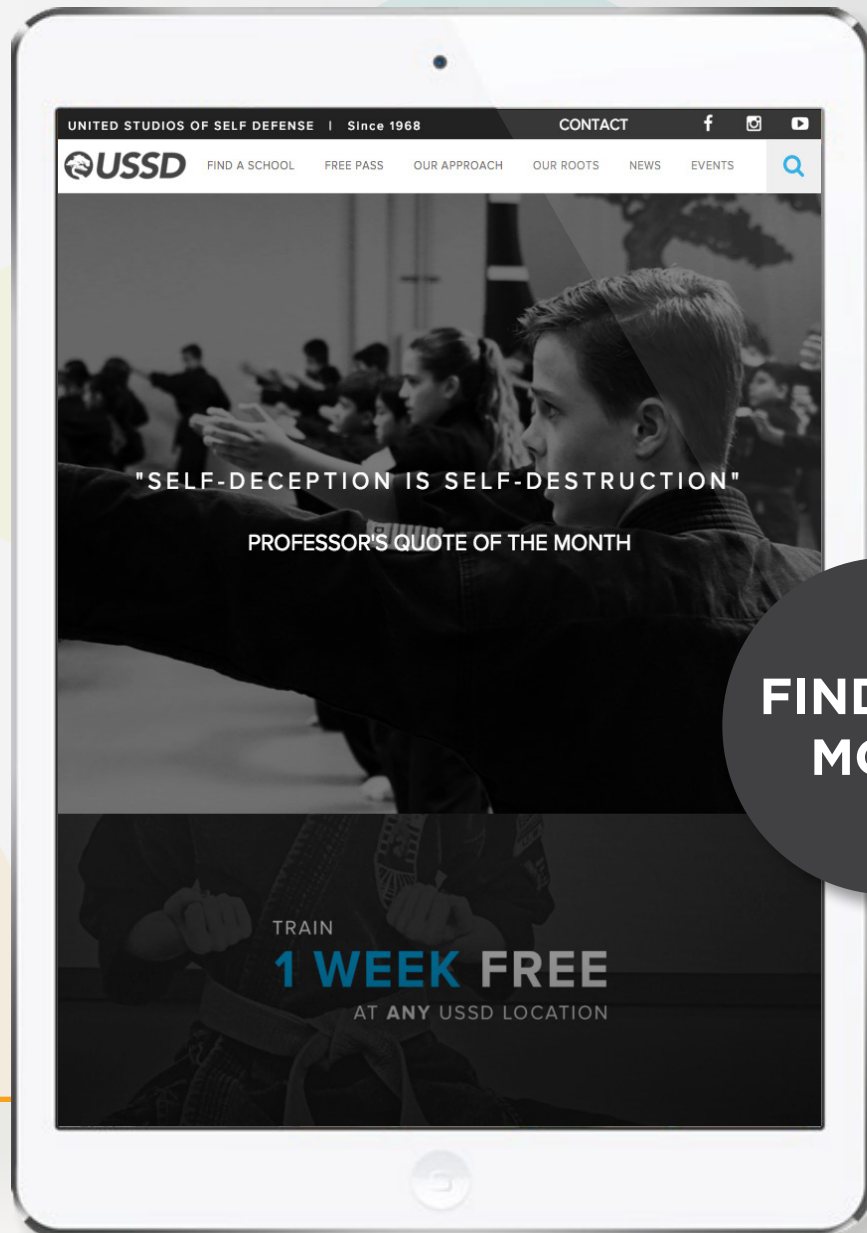 UNITED STUDIOS OF SELF DEFENSE | Since 1968 CONTACT
USSD FIND A SCHOOL FREE PASS OUR APPROACH OUR ROOTS NEWS EVENTS
"SELF-DECEPTION IS SELF-DESTRUCTION"
PROFESSOR'S QUOTE OF THE MONTH
FIND
TRAIN
1 WEEK FREE
AT ANY USSD LOCATION